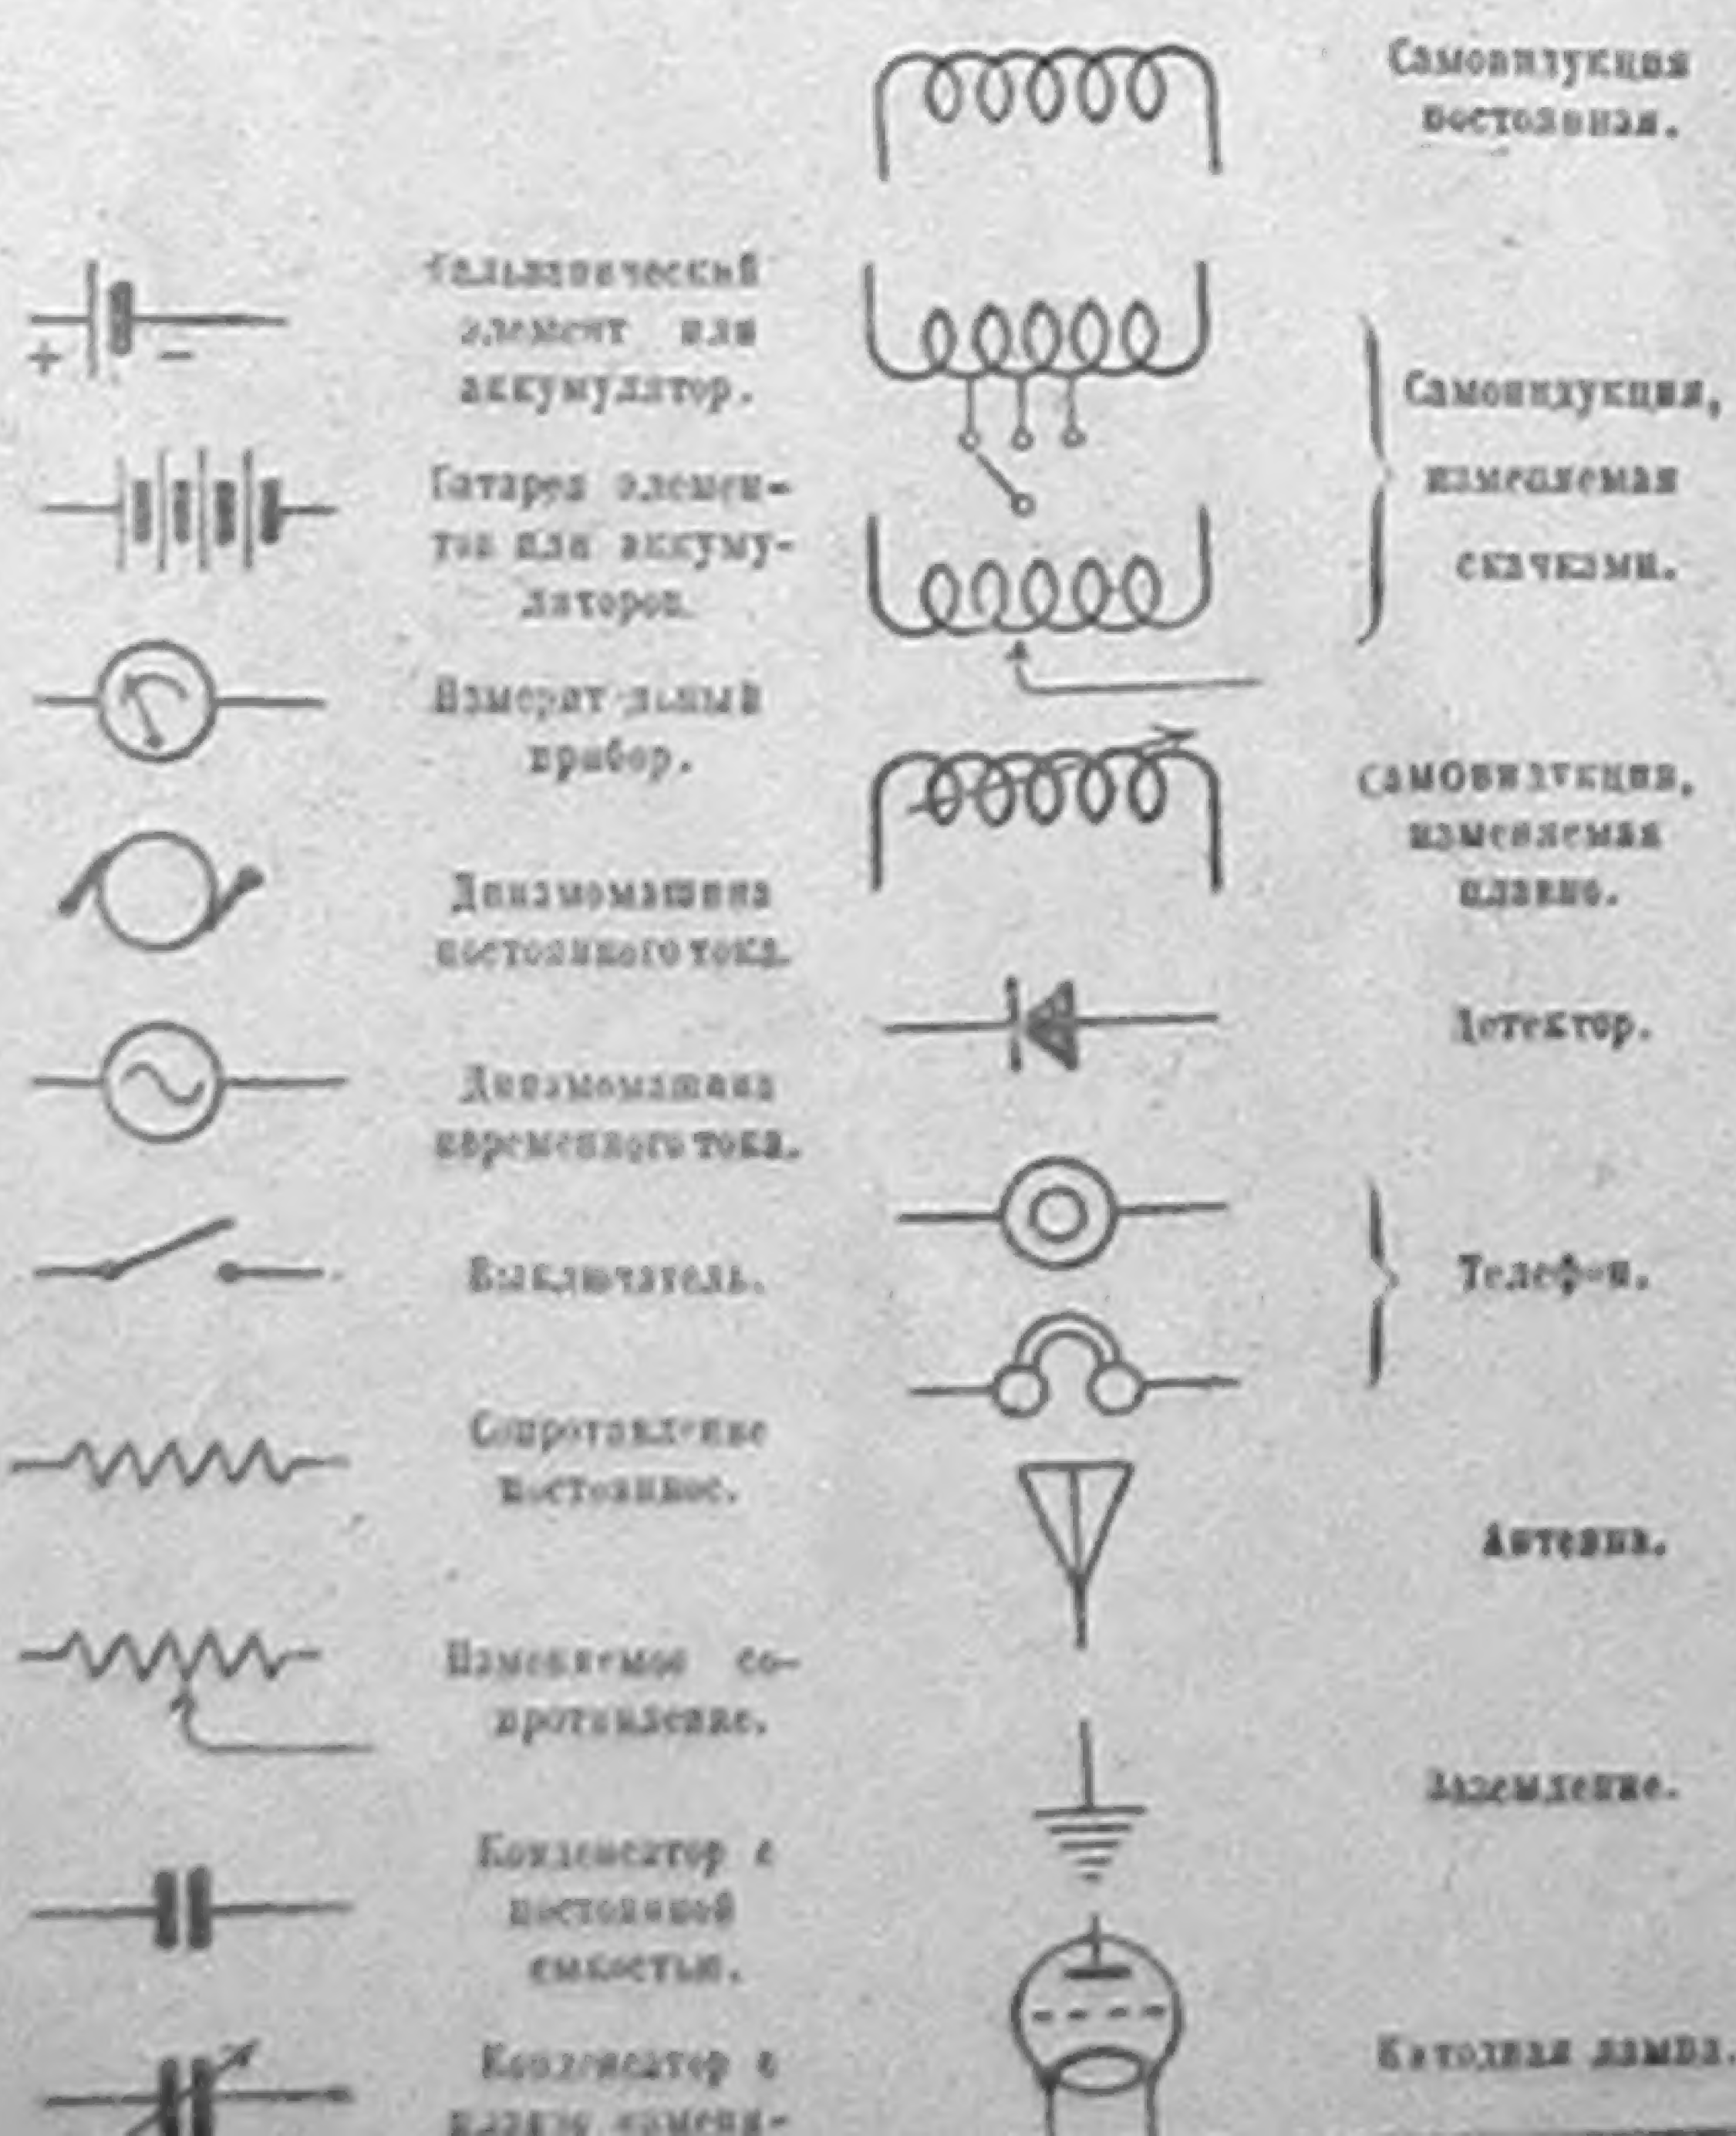 + −
Гальванический
элемент или
аккумулятор.
Батарея элемен-
тов или аккуму-
ляторов.
Измерительный
прибор.
Динамомашина
постоянного тока.
Динамомашина
переменного тока.
Выключатель.
Сопротивление
постоянное.
Изменяемое со-
противление.
Конденсатор с
постоянной
емкостью.
Конденсатор с
плавно измени-
Самоиндукция
постоянная.
Самоиндукция,
изменяемая
скачками.
Самоиндукция,
изменяемая
плавно.
Детектор.
Телефон.
Антенна.
Заземление.
Катодная лампа.